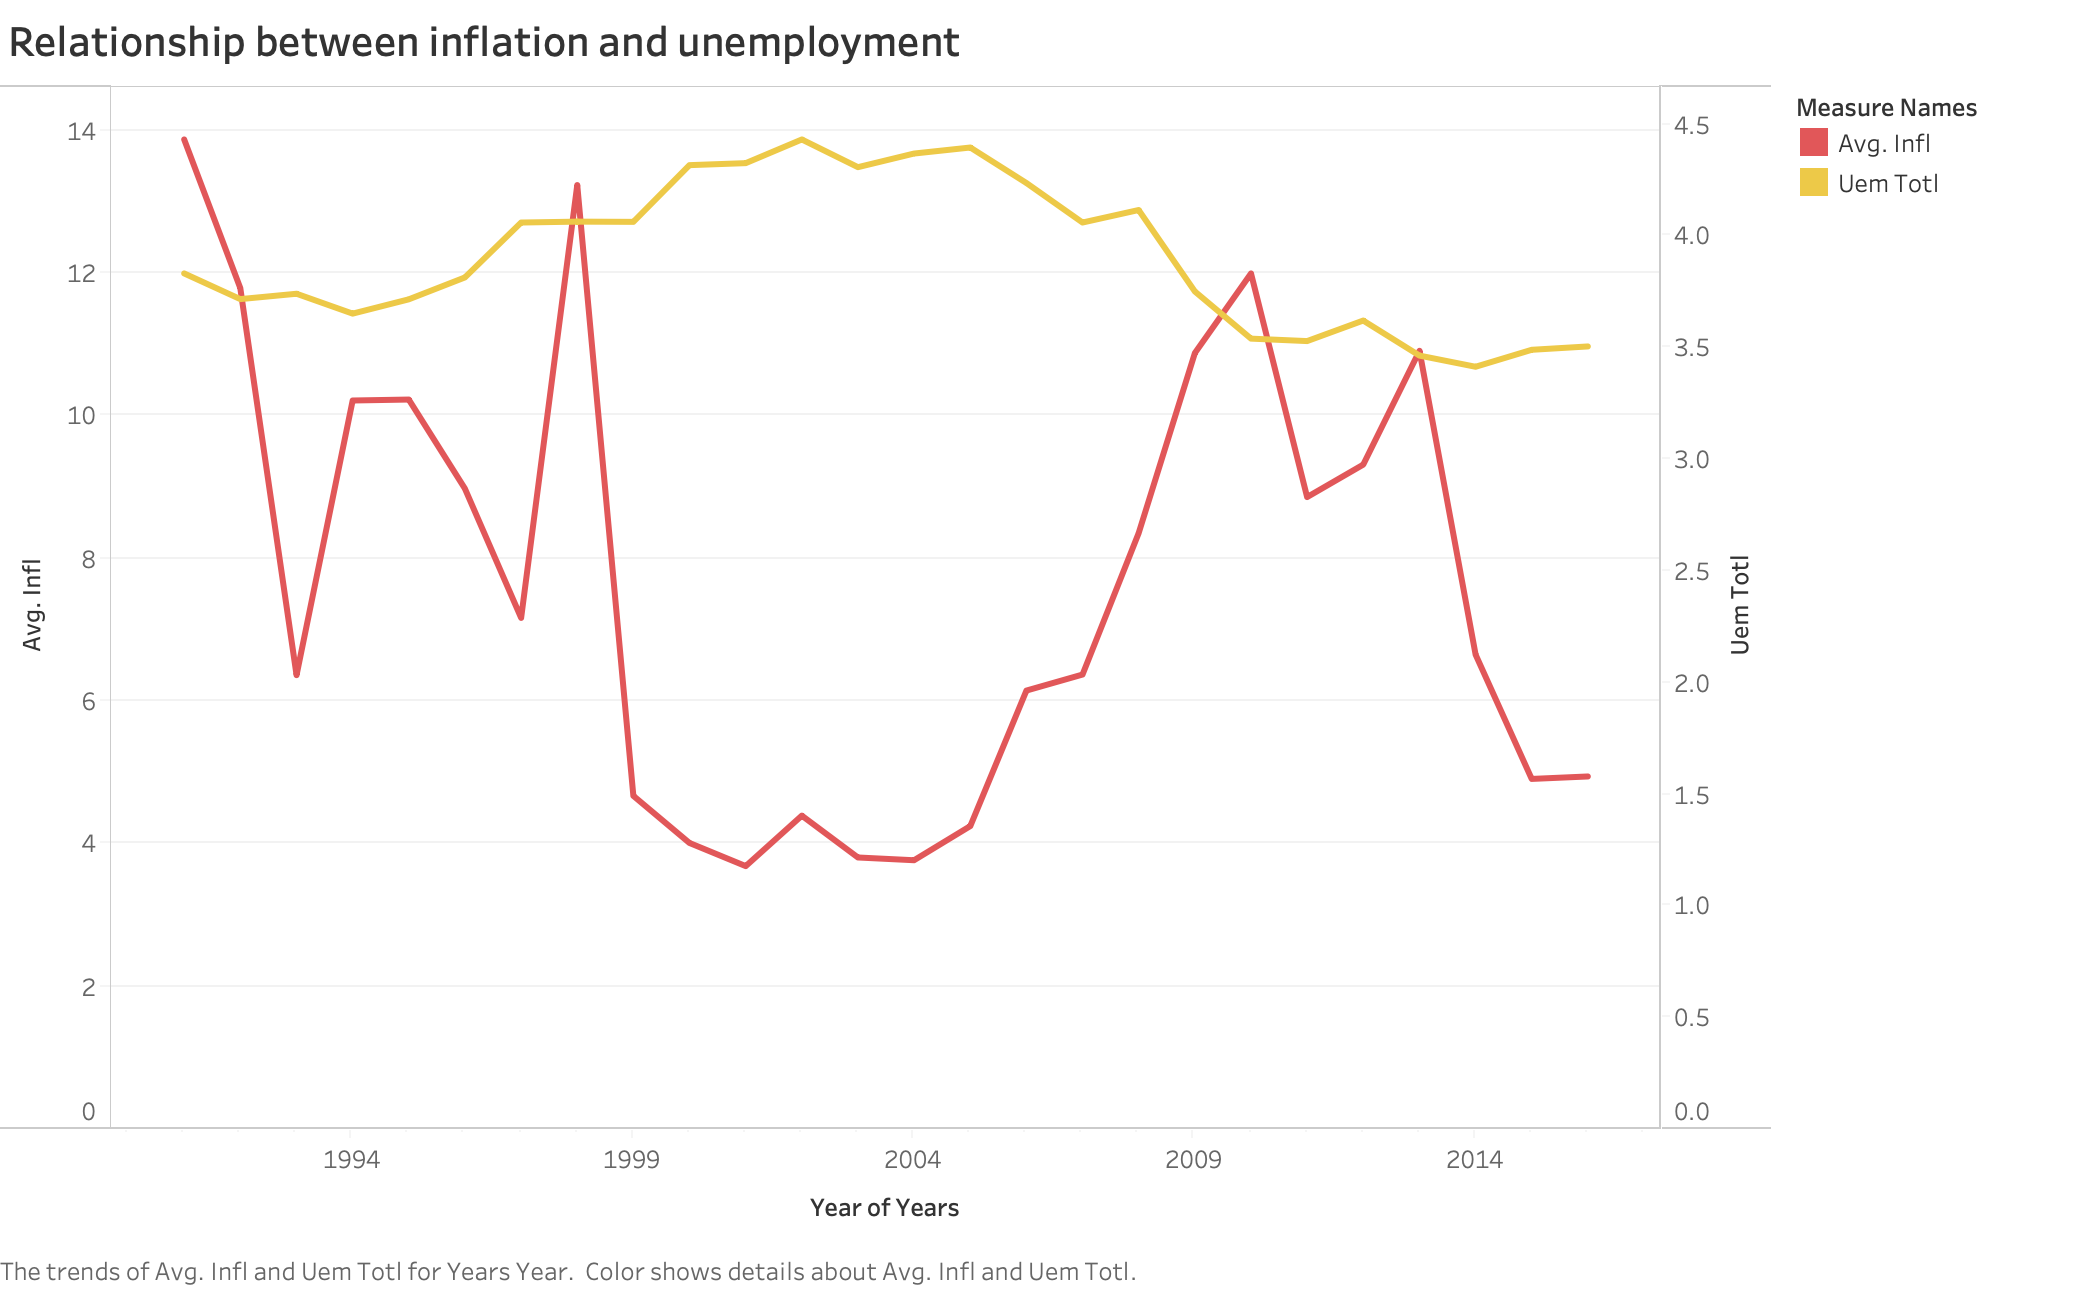 Relationship between inflation and unemployment
Measure Names
Avg. Infl
Uem Totl
14
12
10
8
6
4
2
0
Avg. Infl
4.5
4.0
3.5
3.0
2.5
2.0
1.5
1.0
0.5
0.0
Uem Totl
1994 1999 2004 2009 2014
Year of Years
The trends of Avg. Infl and Uem Totl for Years Year.  Color shows details about Avg. Infl and Uem Totl.